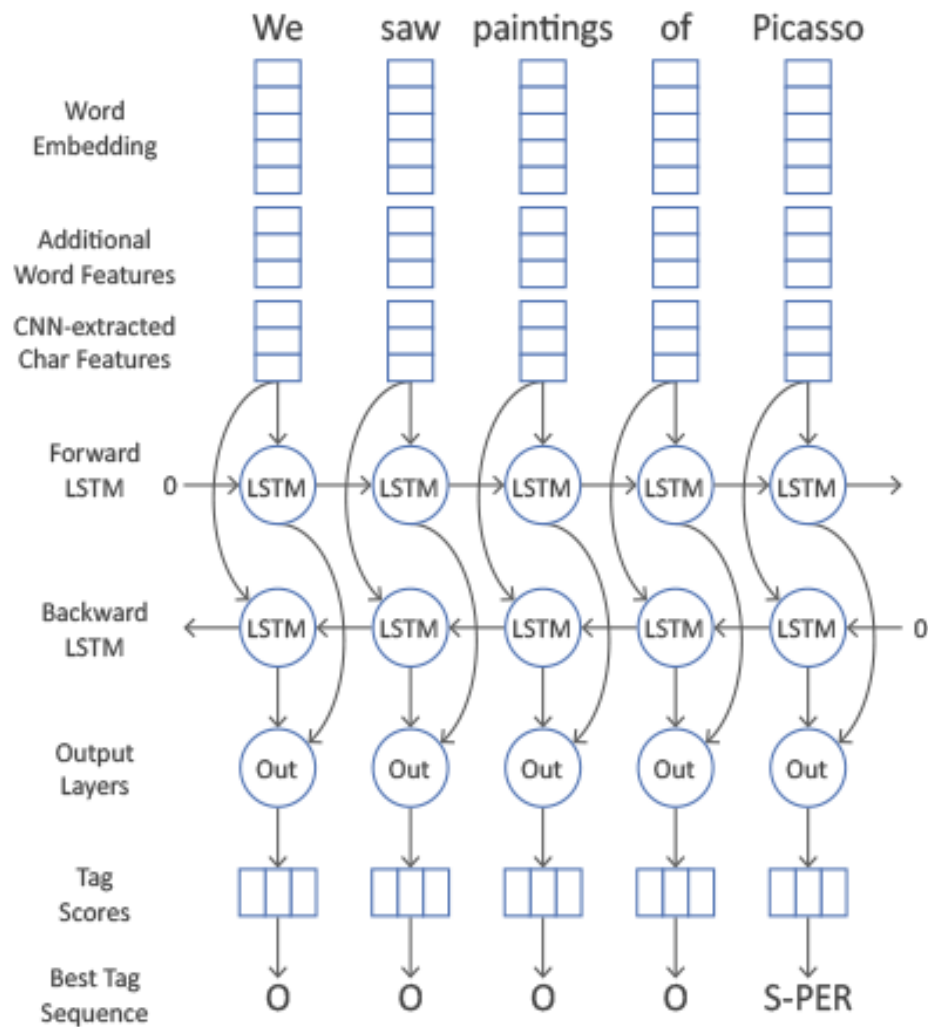 We saw paintings of Picasso
Word
Embedding
Additional
Word Features
CNN-extracted
Char Features
Forward
LSTM
0 LSTM LSTM LSTM LSTM LSTM
Backward
LSTM
LSTM LSTM LSTM LSTM LSTM 0
Output
Layers
Out Out Out Out Out
Tag
Scores
Best Tag
Sequence
O O O O S-PER